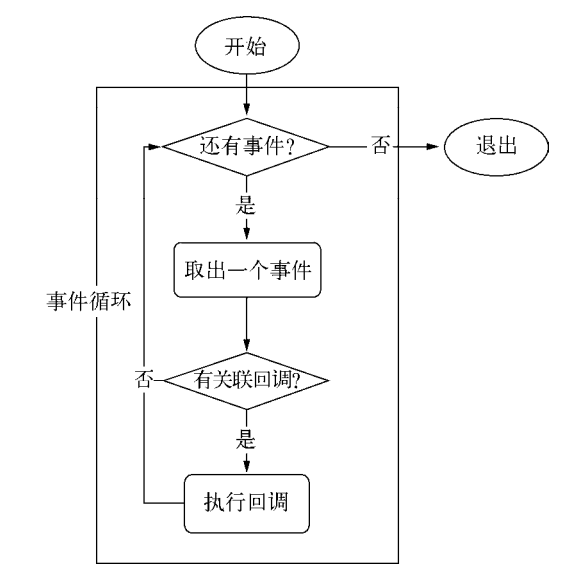 开始
还有事件?
否
退出
是
取出一个事件
事件循环
否
有关联回调?
是
执行回调